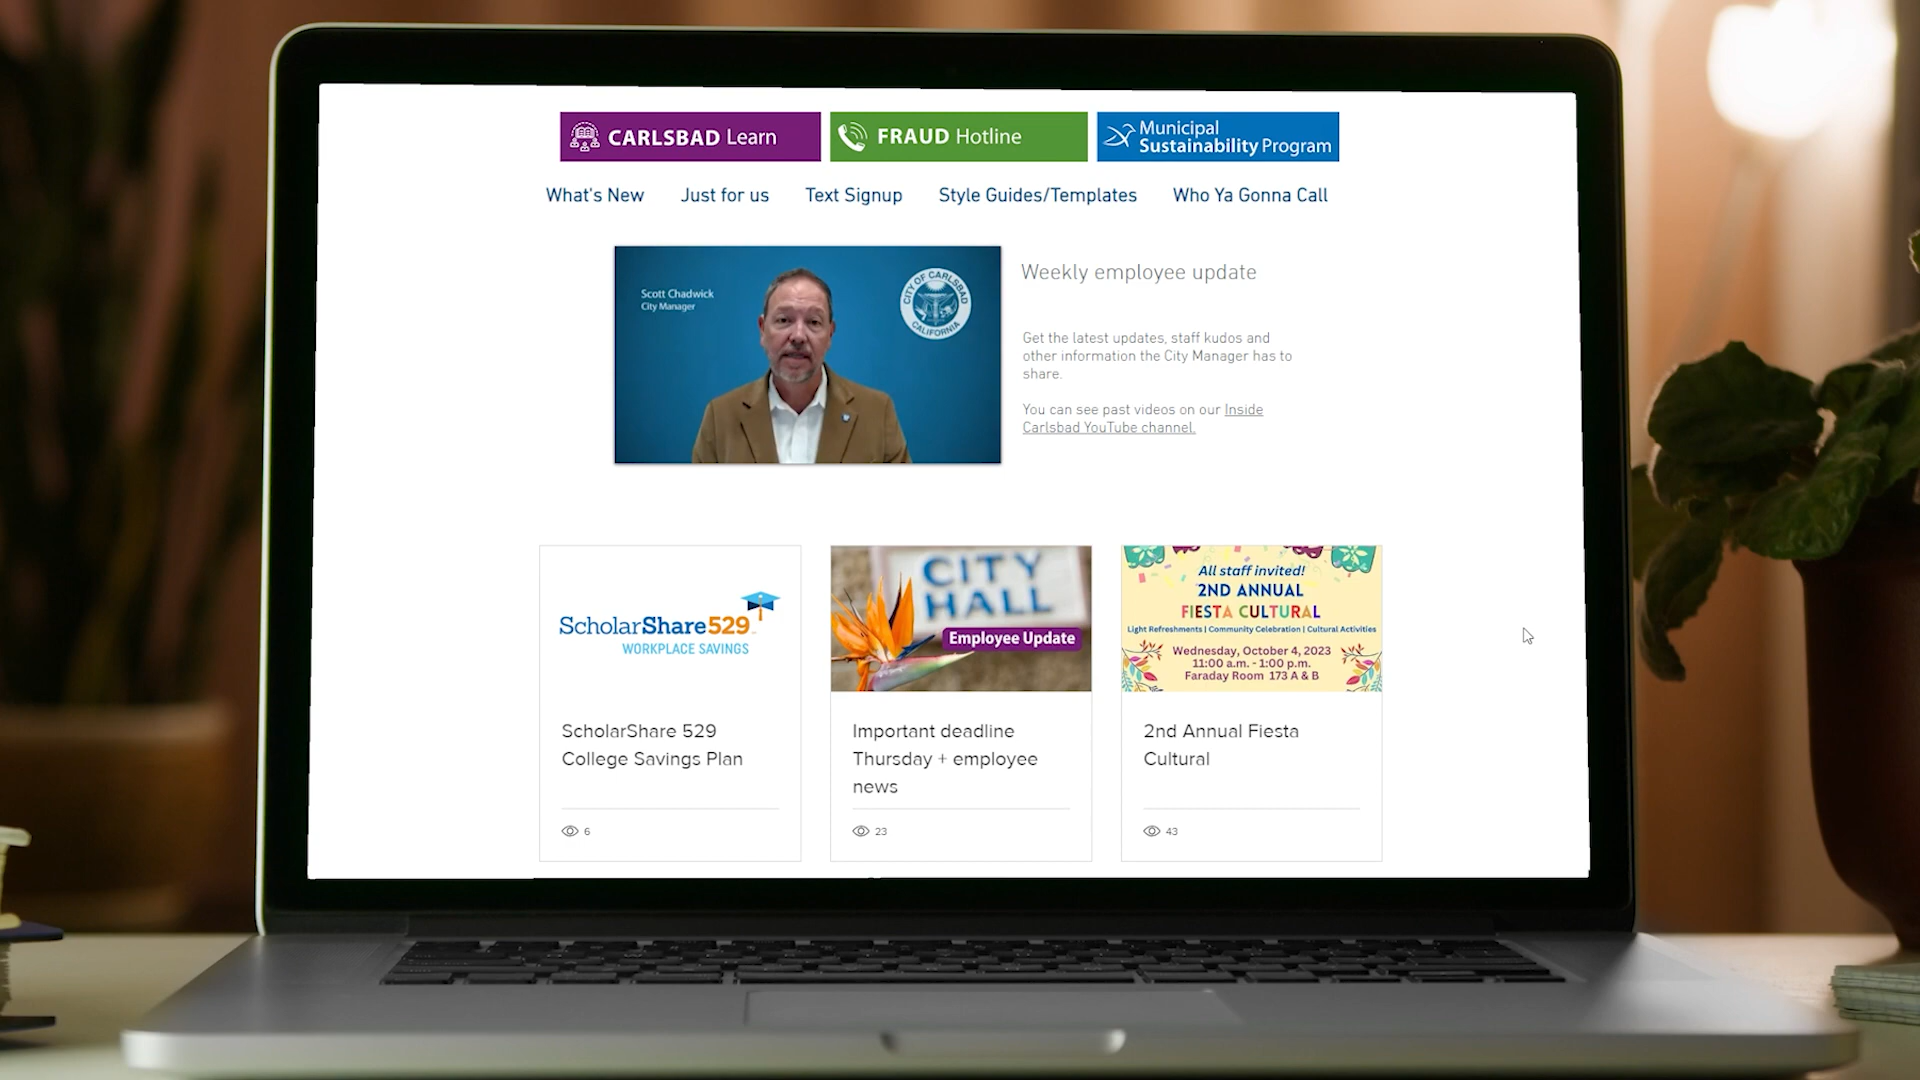 CARLSBAD Learn
FRAUD Hotline
Municipal
Sustainability Program
What's New
Just for us
Text Signup
Style Guides/Templates
Who Ya Gonna Call
Scott Chadwick
City Manager
CITY OF CARLSBAD
CALIFORNIA
Weekly employee update
Get the latest updates, staff kudos and
other information the City Manager has to
share.
You can see past videos on our Inside
Carlsbad YouTube channel.
ScholarShare529
WORKPLACE SAVINGS
ScholarShare 529
College Savings Plan
6
CITY
HALL
Employee Update
Important deadline
Thursday + employee
news
23
All staff invited!
2ND ANNUAL
FIESTA CULTURAL
Light Refreshments | Community Celebration | Cultural Activities
Wednesday, October 4, 2023
11:00 a.m. - 1:00 p.m.
Faraday Room 173 A & B
2nd Annual Fiesta
Cultural
43